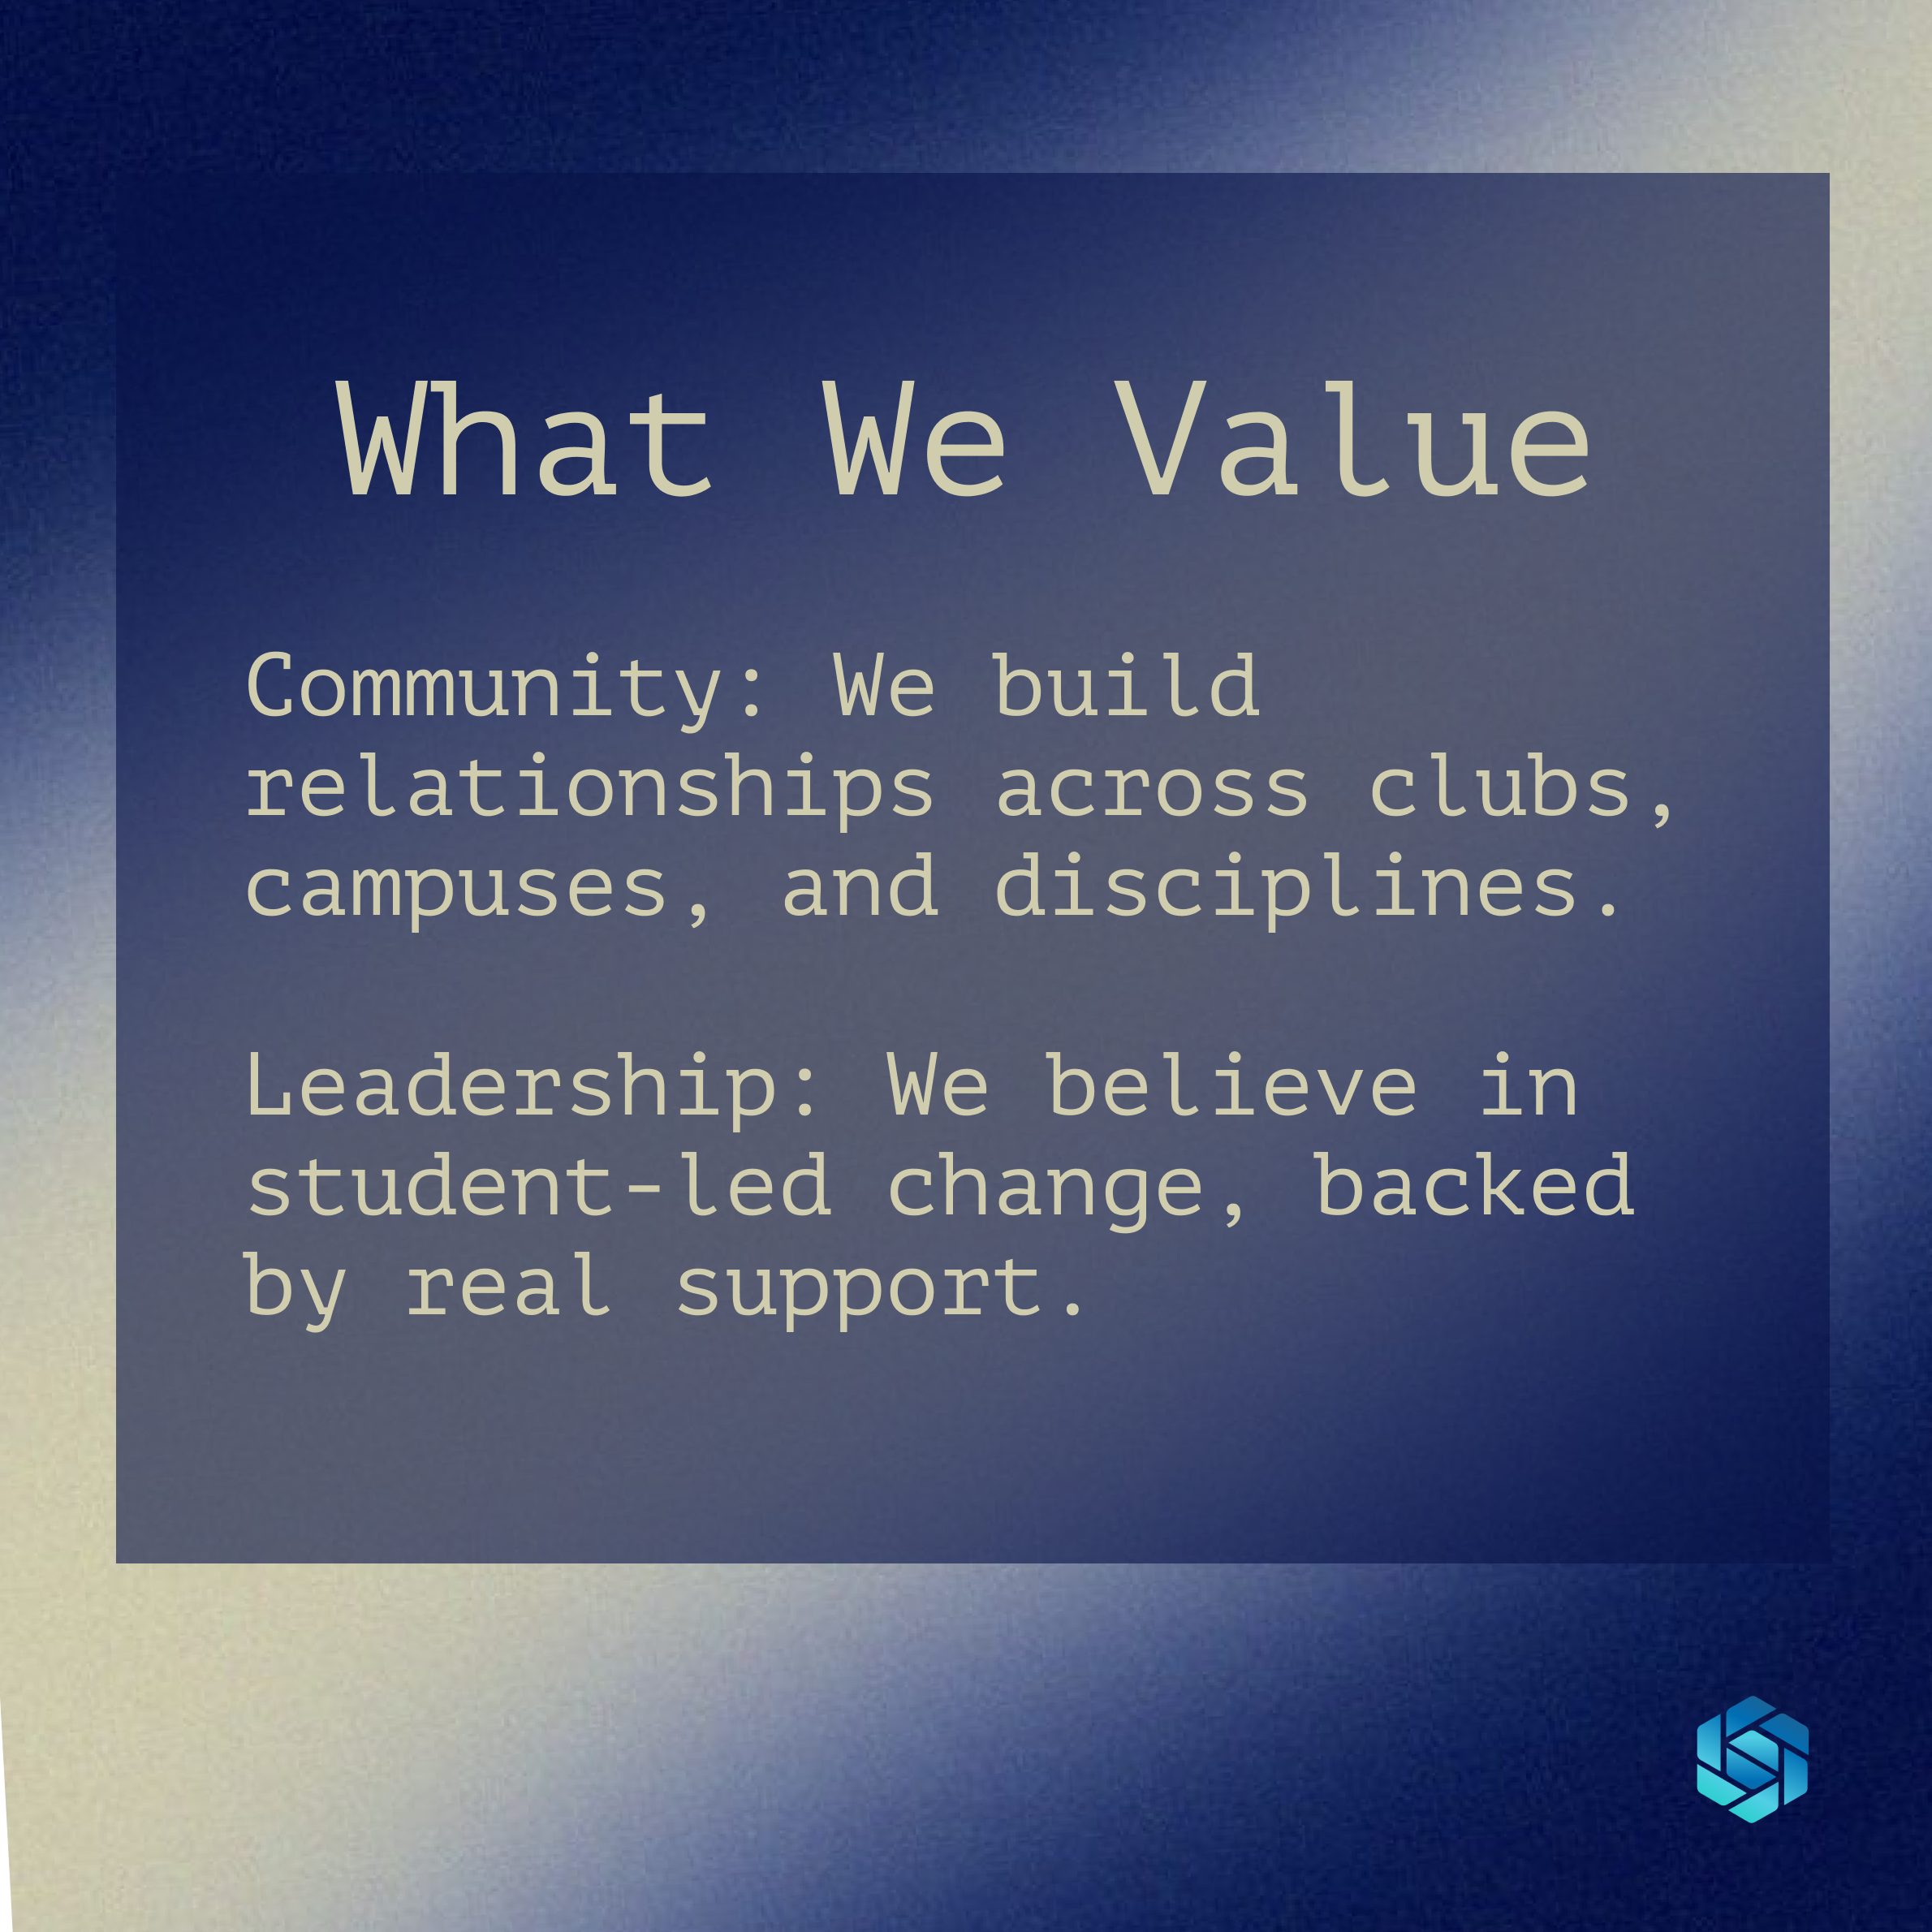 What We Value
Community: We build
relationships across clubs,
campuses, and disciplines.
Leadership: We believe in
student-led change, backed
by real support.